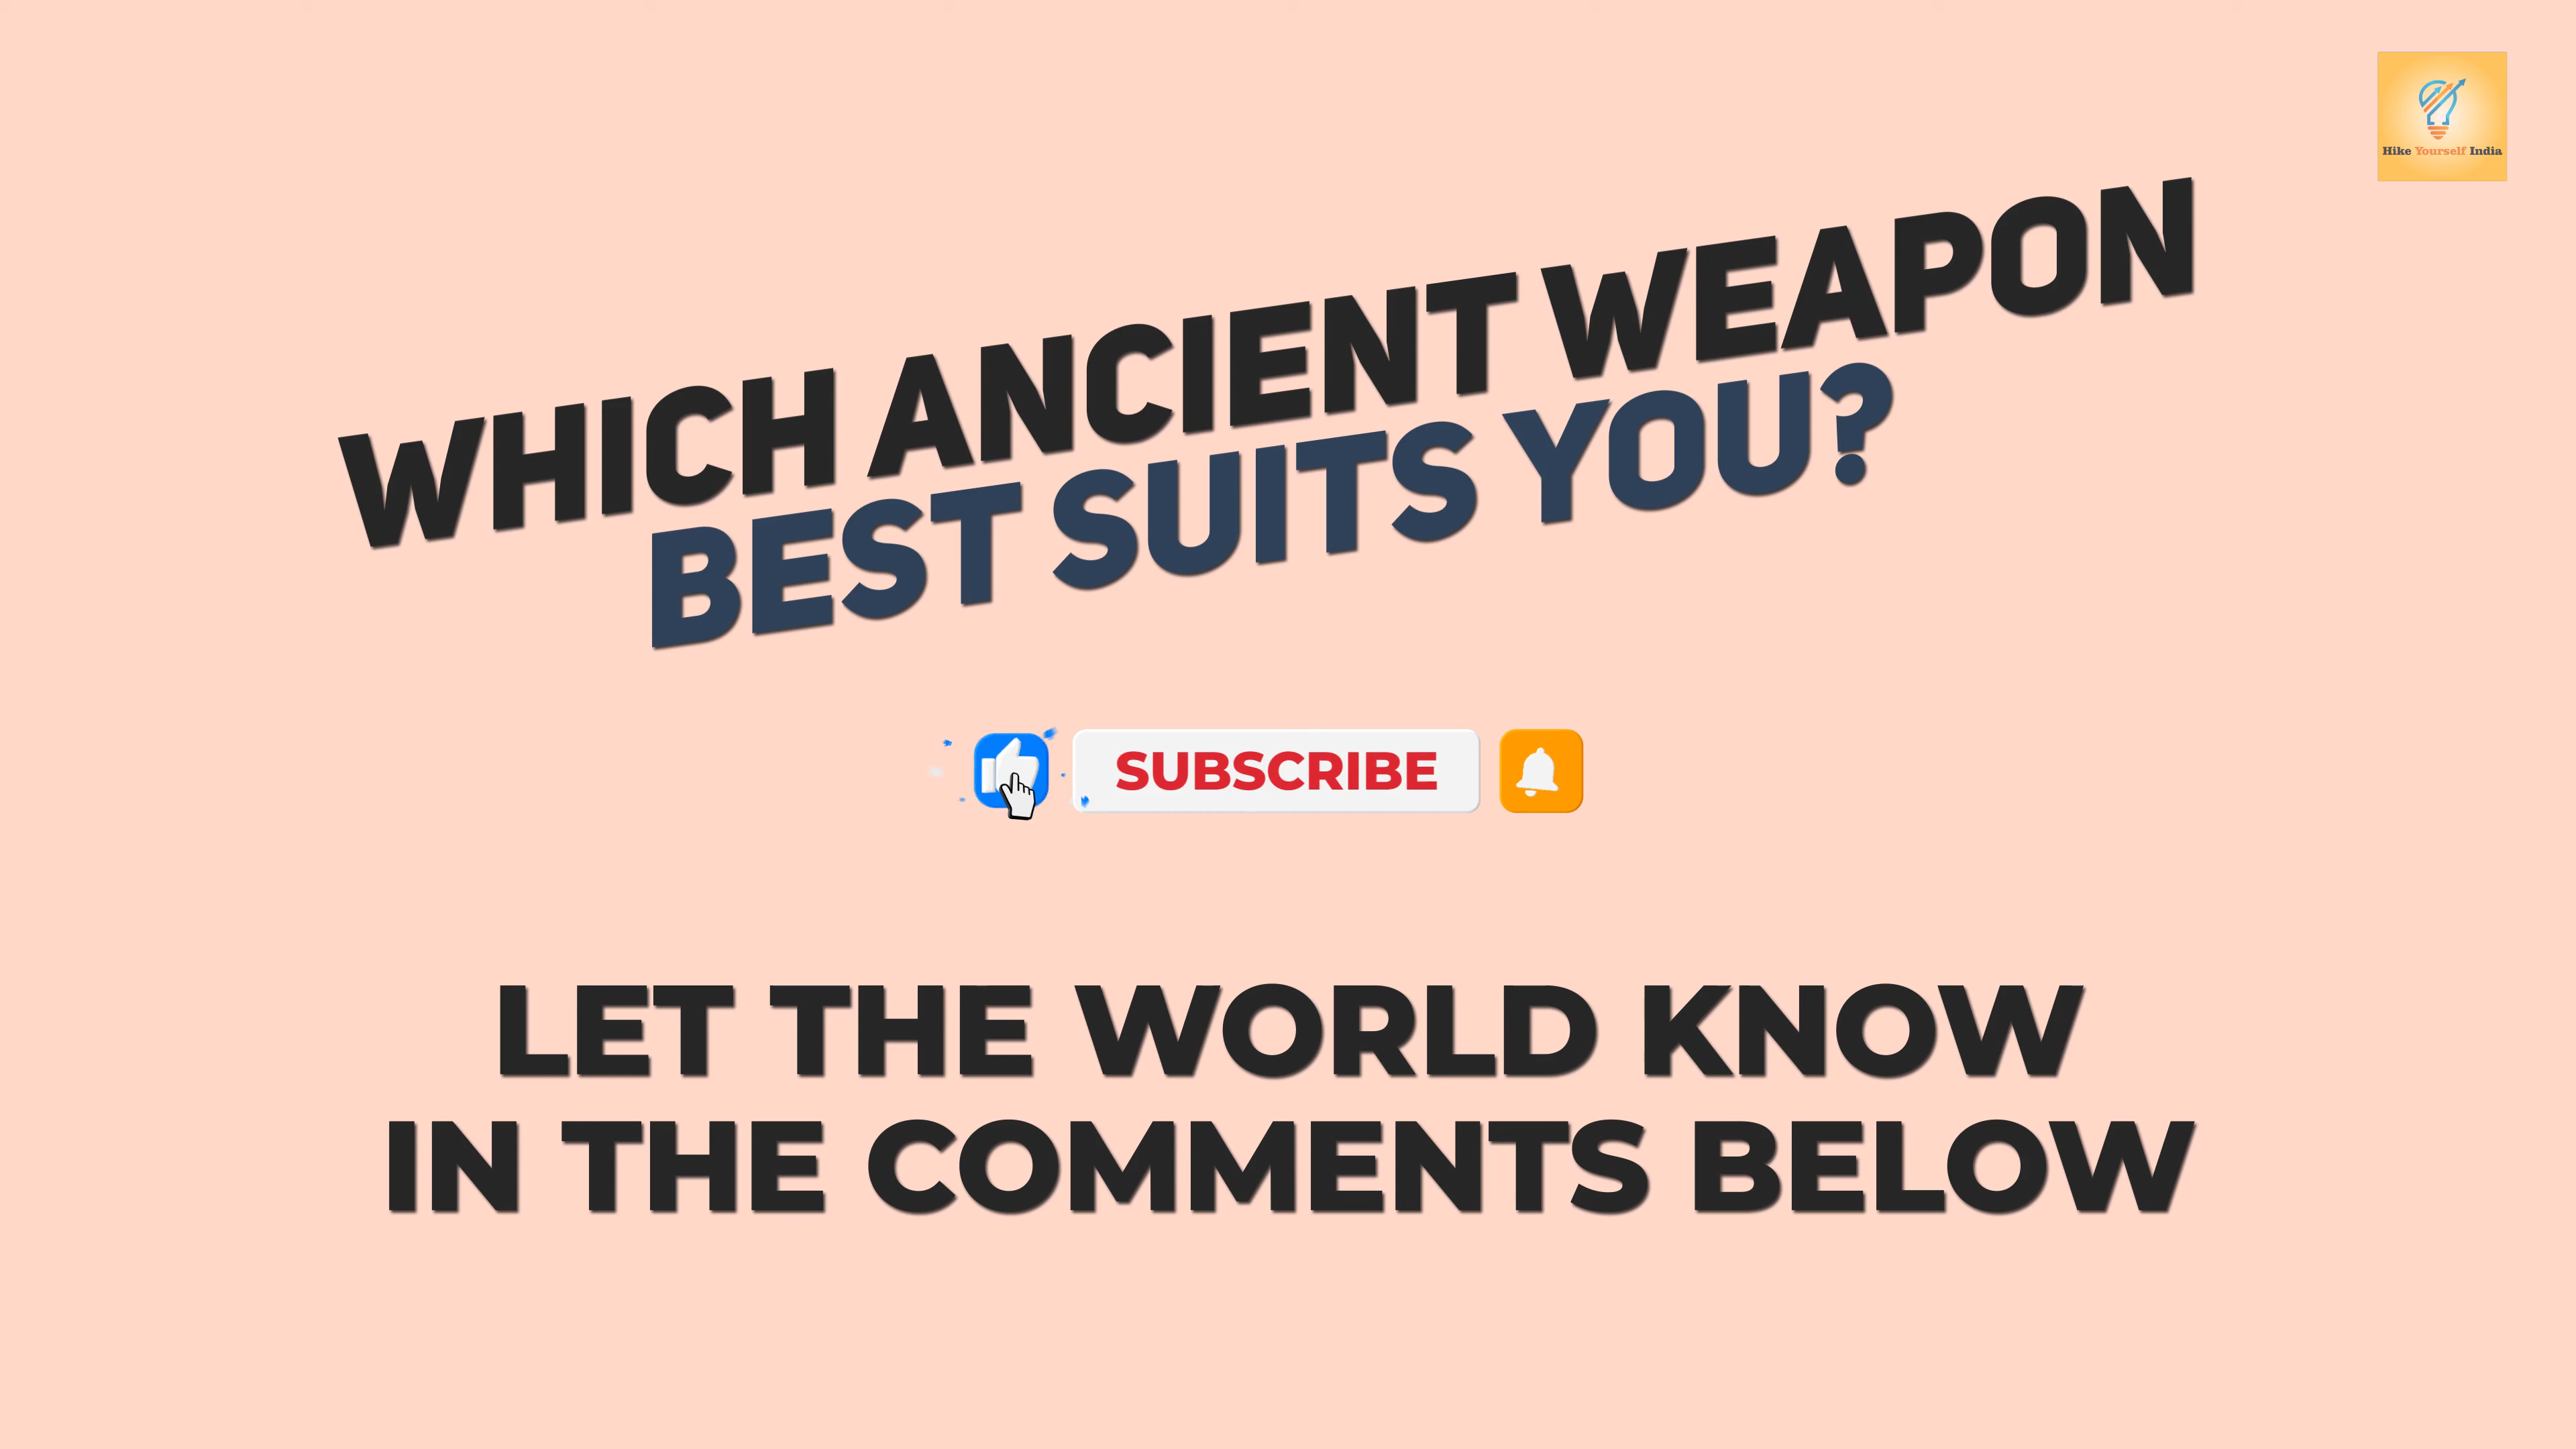 Hike Yourself India
WHICH ANCIENT WEAPON
BEST SUITS YOU?
SUBSCRIBE
LET THE WORLD KNOW
IN THE COMMENTS BELOW